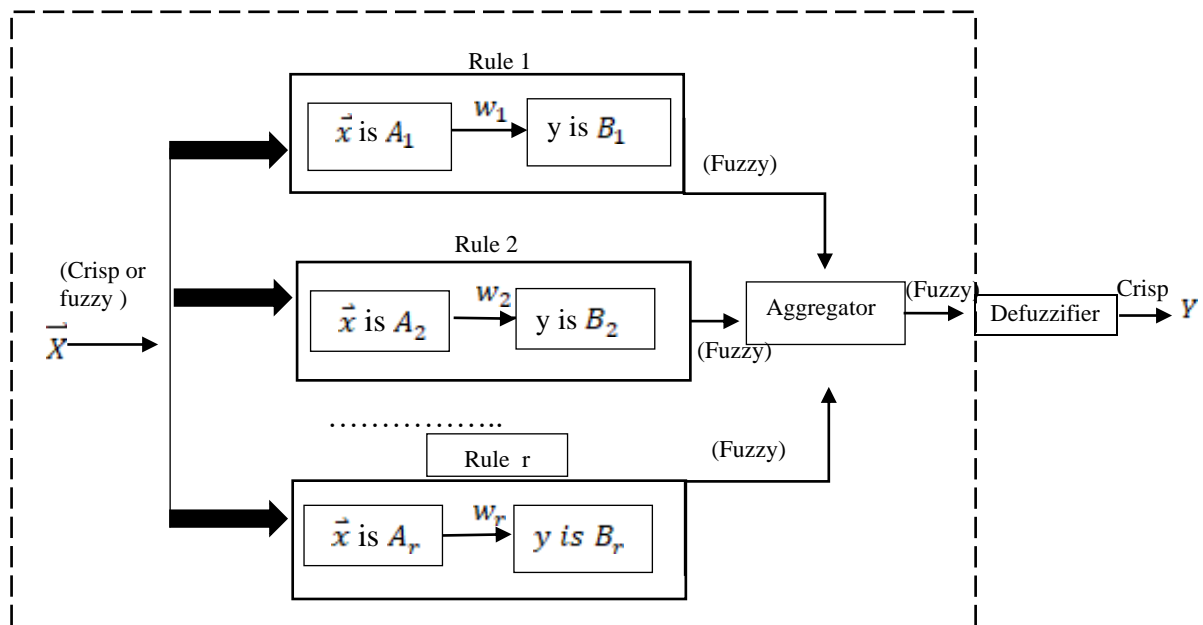 Rule 1
x⃗ is A₁
w₁
y is B₁
(Fuzzy)
Rule 2
(Crisp or
fuzzy )
X⃗
x⃗ is A₂
w₂
y is B₂
(Fuzzy)
Aggregator
(Fuzzy)
Defuzzifier
Crisp
Y
………………..
Rule r
(Fuzzy)
x⃗ is Aᵣ
wᵣ
y is Bᵣ